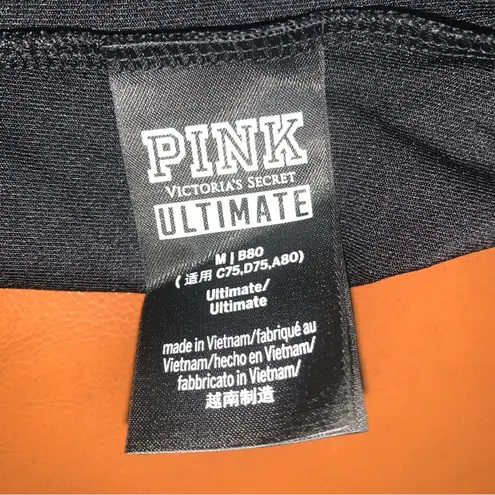 PINK
VICTORIA'S SECRET
ULTIMATE
M | B80
(适用 C75,D75,A80)
Ultimate/
Ultimate
made in Vietnam/fabriqué au
Vietnam/hecho en Vietnam/
fabbricato in Vietnam/
越南制造